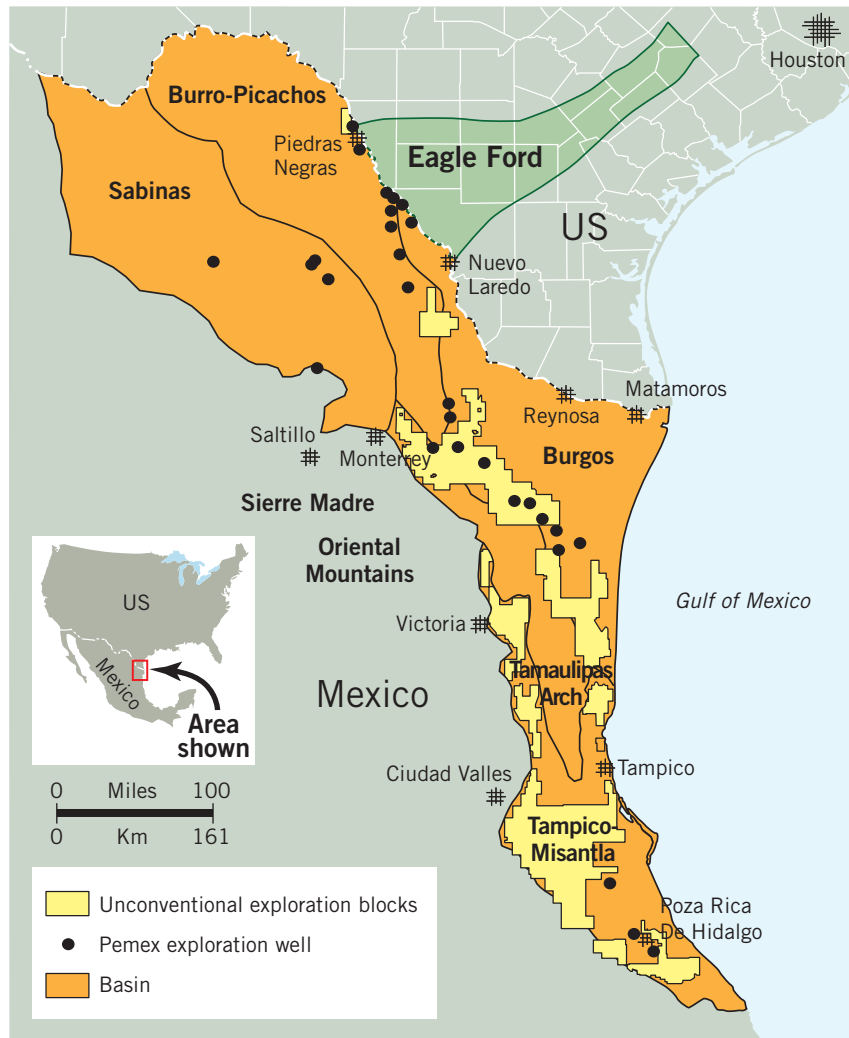 Houston
Burro-Picachos
Piedras
Negras
Eagle Ford
Sabinas
US
Nuevo
Laredo
Matamoros
Reynosa
Saltillo
Monterrey
Burgos
Sierre Madre
Oriental
Mountains
Gulf of Mexico
Victoria
Tamaulipas
Arch
Mexico
US
Mexico
Area
shown
Ciudad Valles
Tampico
0 Miles 100
0 Km 161
Tampico-
Misantla
Poza Rica
De Hidalgo
Unconventional exploration blocks
Pemex exploration well
Basin